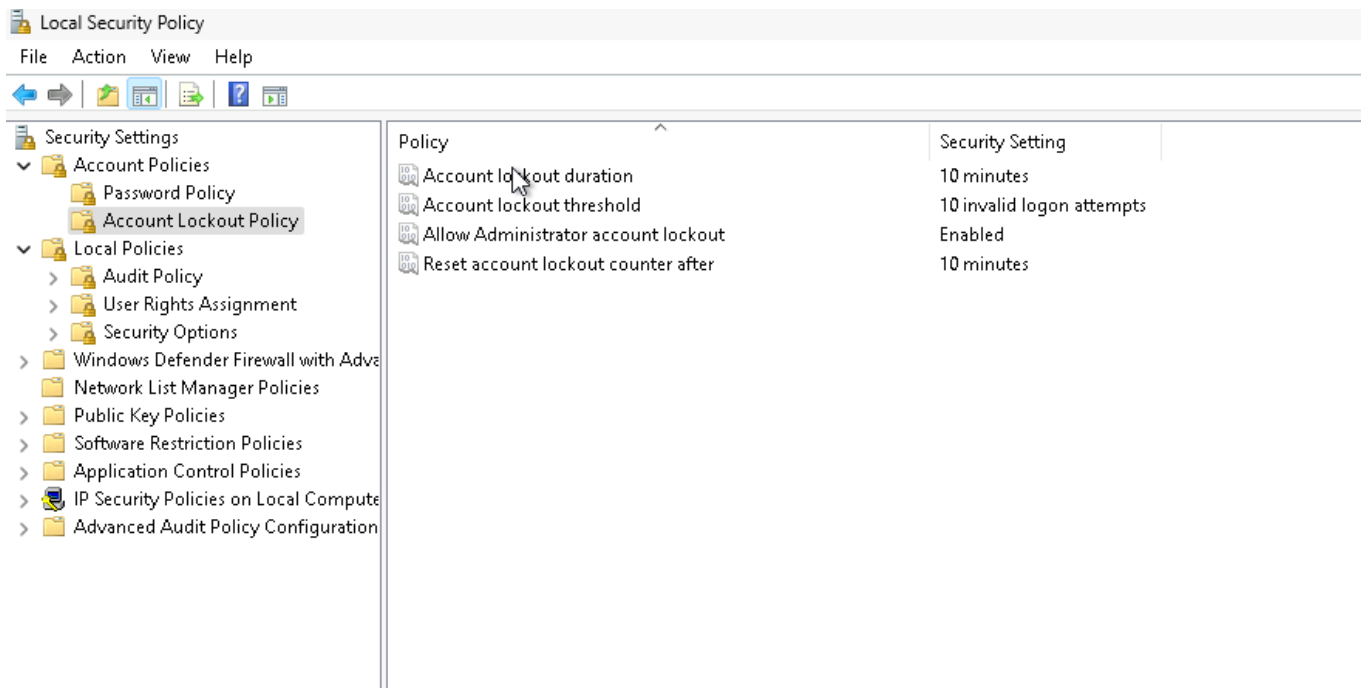 Local Security Policy
File Action View Help
Security Settings
Account Policies
Password Policy
Account Lockout Policy
Local Policies
Audit Policy
User Rights Assignment
Security Options
Windows Defender Firewall with Adva
Network List Manager Policies
Public Key Policies
Software Restriction Policies
Application Control Policies
IP Security Policies on Local Compute
Advanced Audit Policy Configuration
Policy Security Setting
Account lockout duration 10 minutes
Account lockout threshold 10 invalid logon attempts
Allow Administrator account lockout Enabled
Reset account lockout counter after 10 minutes